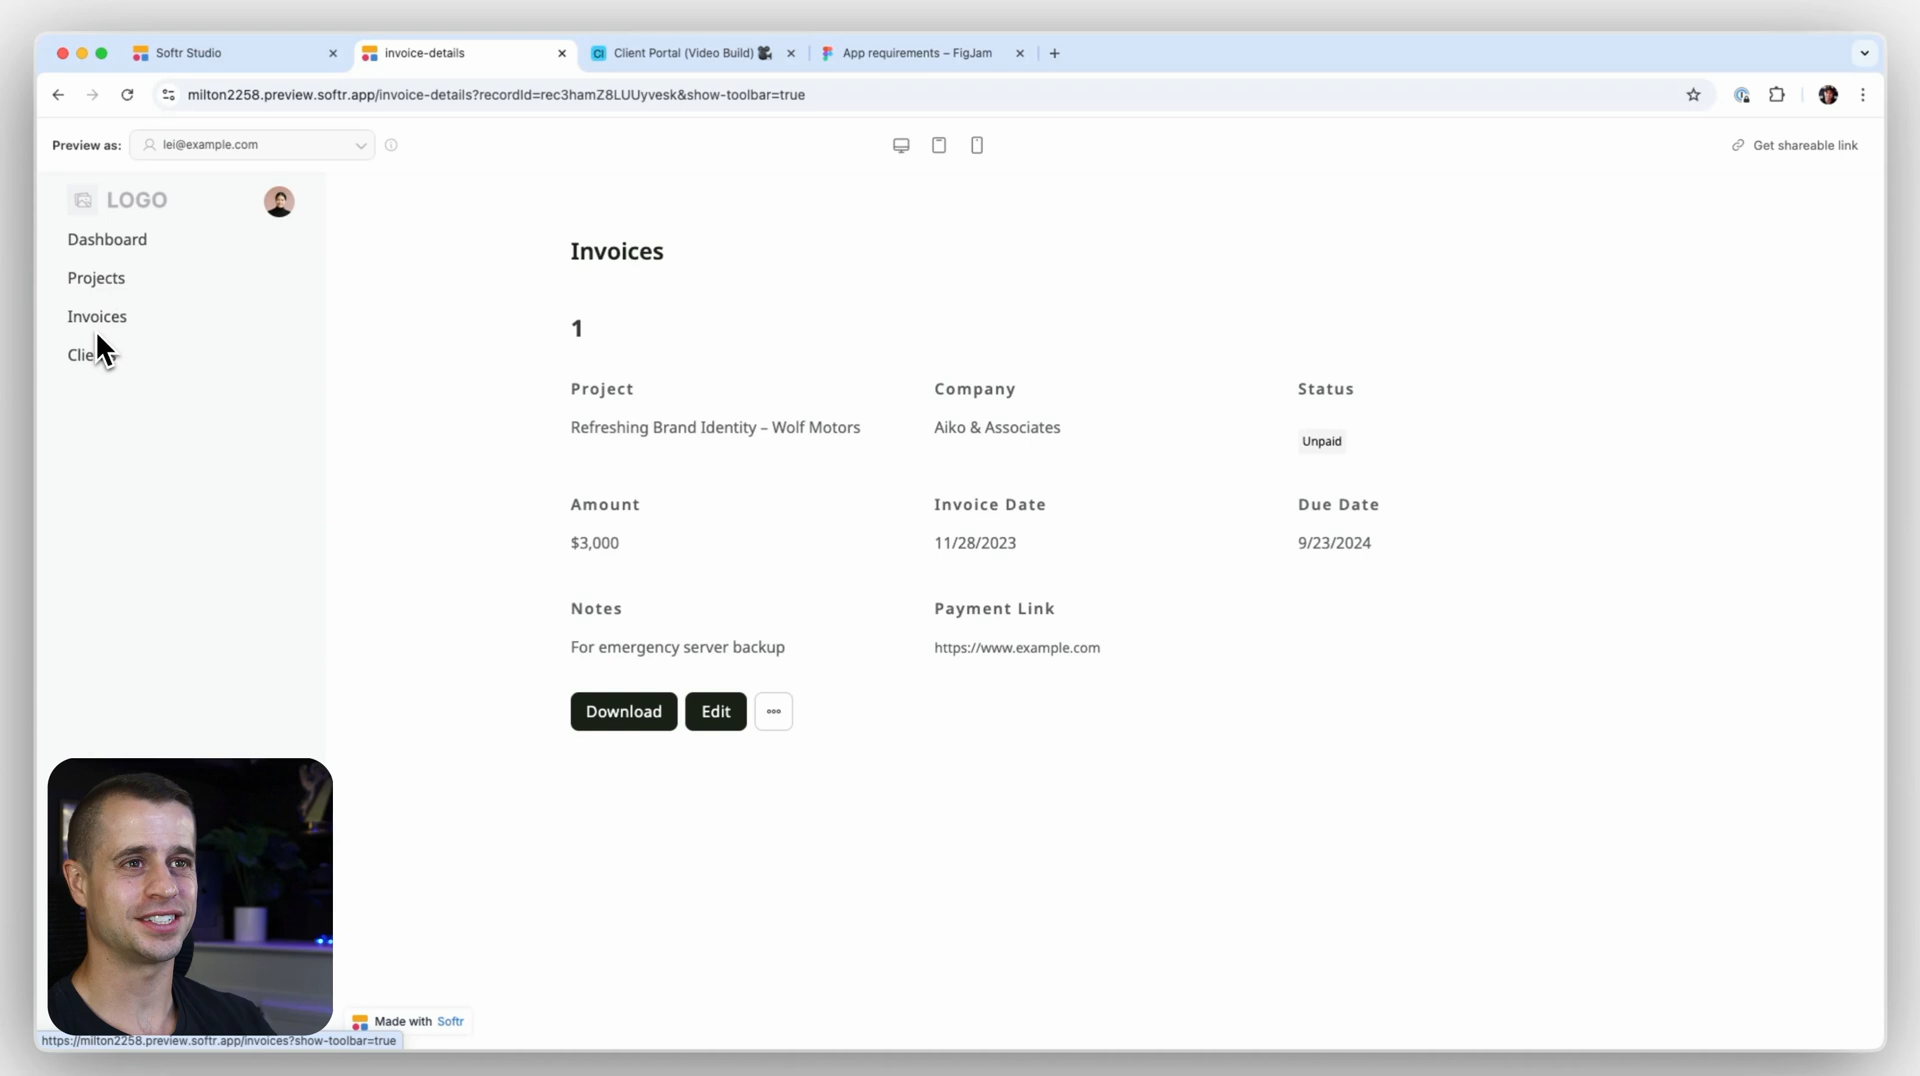 Softr Studio
invoice-details
Client Portal (Video Build)
App requirements – FigJam
milton2258.preview.softr.app/invoice-details?recordId=rec3hamZ8LUUyvesk&show-toolbar=true
Preview as:
lei@example.com
Get shareable link
LOGO
Dashboard
Projects
Invoices
Invoices
1
Project
Company
Status
Refreshing Brand Identity – Wolf Motors
Aiko & Associates
Unpaid
Amount
Invoice Date
Due Date
$3,000
11/28/2023
9/23/2024
Notes
Payment Link
For emergency server backup
https://www.example.com
Download
Edit
Made with Softr
https://milton2258.preview.softr.app/invoices?show-toolbar=true